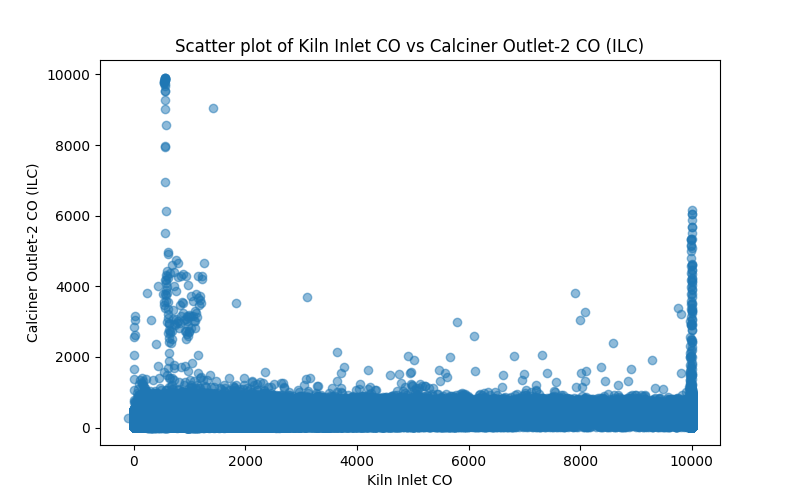 Scatter plot of Kiln Inlet CO vs Calciner Outlet-2 CO (ILC)
10000
8000
6000
4000
2000
0
Calciner Outlet-2 CO (ILC)
0 2000 4000 6000 8000 10000
Kiln Inlet CO